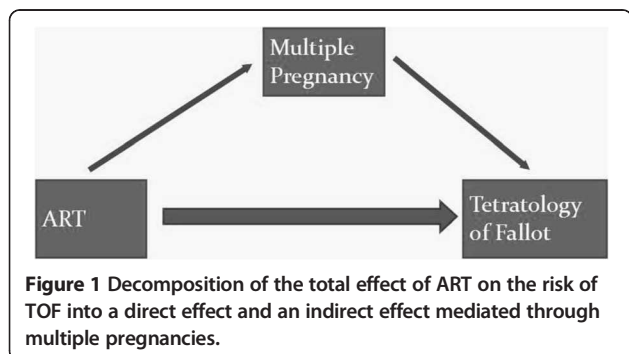 Multiple
Pregnancy
ART
Tetratology
of Fallot
Figure 1 Decomposition of the total effect of ART on the risk of
TOF into a direct effect and an indirect effect mediated through
multiple pregnancies.